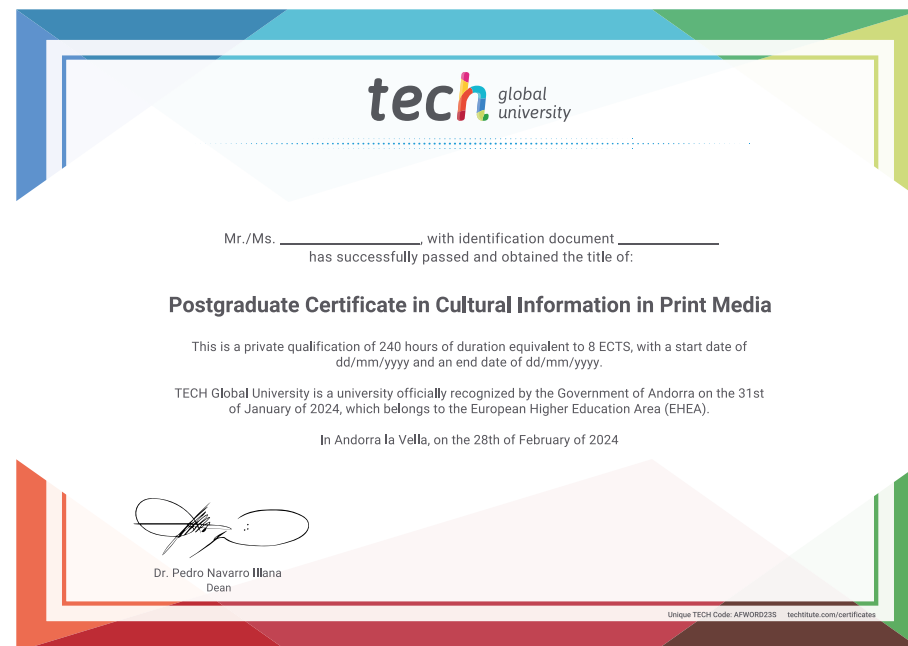 tech global university
Mr./Ms. ____________________, with identification document ______________
has successfully passed and obtained the title of:
Postgraduate Certificate in Cultural Information in Print Media
This is a private qualification of 240 hours of duration equivalent to 8 ECTS, with a start date of
dd/mm/yyyy and an end date of dd/mm/yyyy.
TECH Global University is a university officially recognized by the Government of Andorra on the 31st
of January of 2024, which belongs to the European Higher Education Area (EHEA).
In Andorra la Vella, on the 28th of February of 2024
Dr. Pedro Navarro Illana
Dean
Unique TECH Code: AFWORD23S techtitute.com/certificates